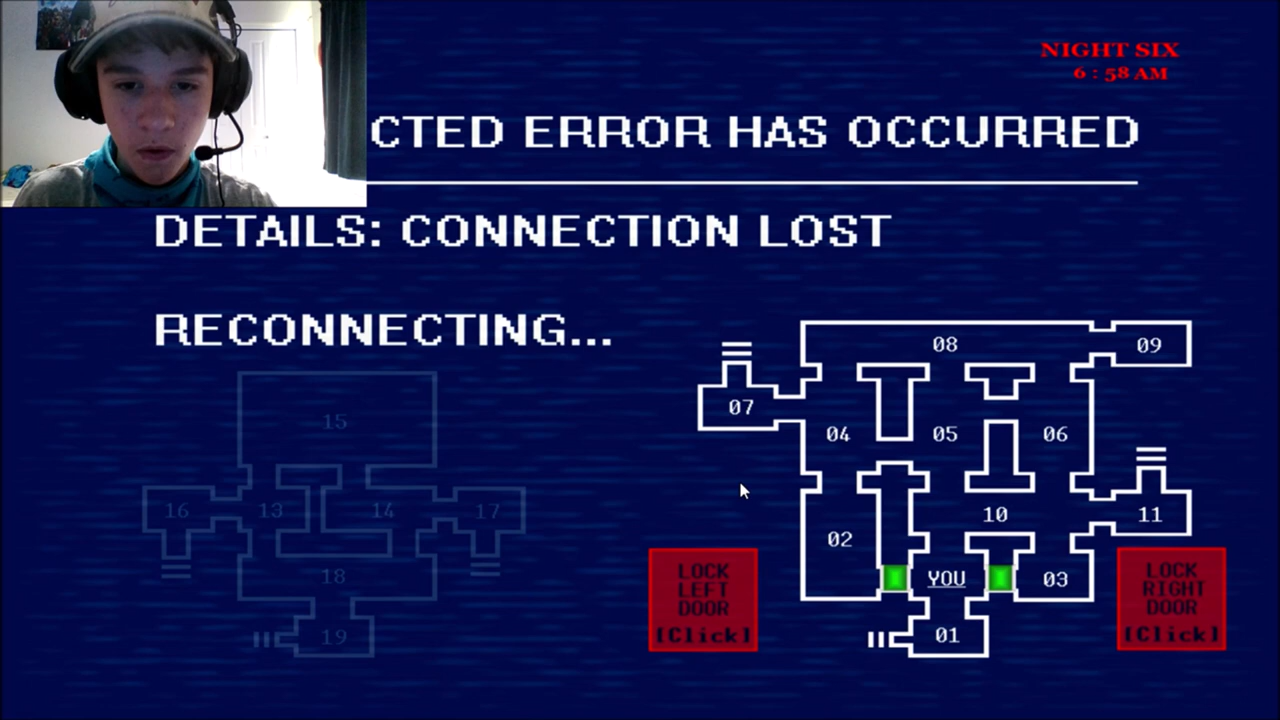 NIGHT SIX
6 : 58 AM
CTED ERROR HAS OCCURRED
DETAILS: CONNECTION LOST
RECONNECTING...
08
09
07
04
05
06
15
16
13
14
17
10
11
02
18
YOU
03
19
01
LOCK
LEFT
DOOR
[Click]
LOCK
RIGHT
DOOR
[Click]